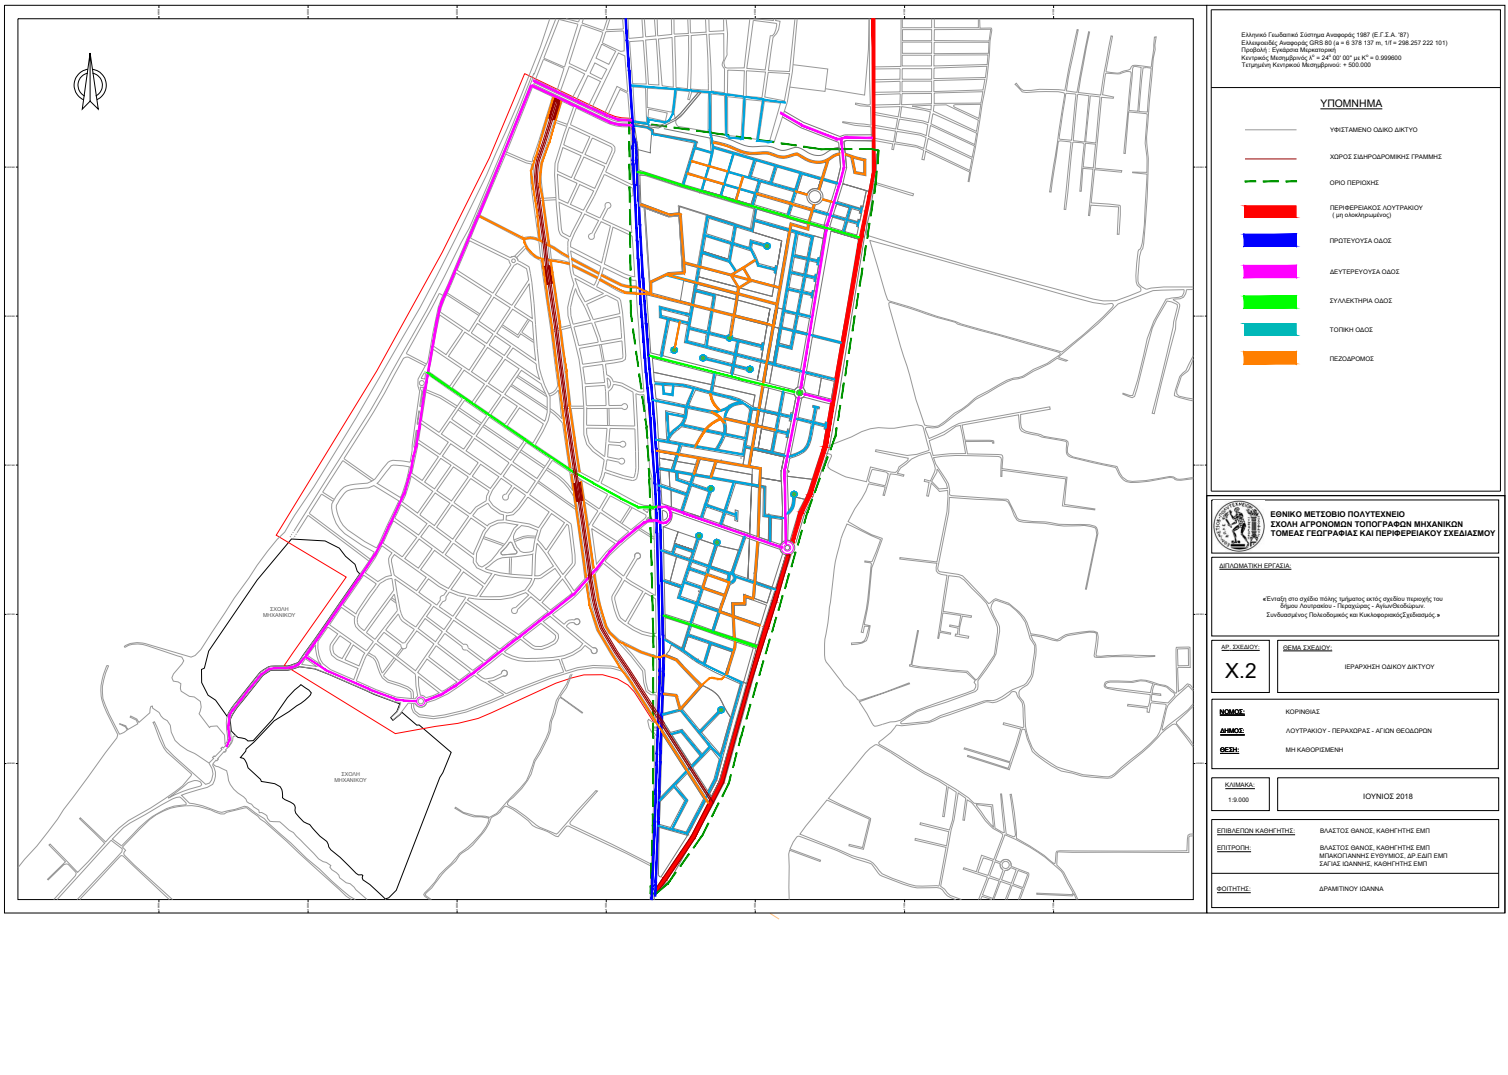 Ελληνικό Γεωδαιτικό Σύστημα Αναφοράς 1987 (Ε.Γ.Σ.Α. '87)
Ελλειψοειδές Αναφοράς GRS 80 (a = 6 378 137 m, 1/f = 298.257 222 101)
Προβολή : Εγκάρσια Μερκατορική
Κεντρικός Μεσημβρινός λ° = 24° 00' 00" με Κ° = 0.999600
Τετμημένη Κεντρικού Μεσημβρινού: + 500.000
ΥΠΟΜΝΗΜΑ
ΥΦΙΣΤΑΜΕΝΟ ΟΔΙΚΟ ΔΙΚΤΥΟ
ΧΩΡΟΣ ΣΙΔΗΡΟΔΡΟΜΙΚΗΣ ΓΡΑΜΜΗΣ
ΟΡΙΟ ΠΕΡΙΟΧΗΣ
ΠΕΡΙΦΕΡΕΙΑΚΟΣ ΛΟΥΤΡΑΚΙΟΥ
( μη ολοκληρωμένος)
ΠΡΩΤΕΥΟΥΣΑ ΟΔΟΣ
ΔΕΥΤΕΡΕΥΟΥΣΑ ΟΔΟΣ
ΣΥΛΛΕΚΤΗΡΙΑ ΟΔΟΣ
ΤΟΠΙΚΗ ΟΔΟΣ
ΠΕΖΟΔΡΟΜΟΣ
ΣΧΟΛΗ
ΜΗΧΑΝΙΚΟΥ
ΣΧΟΛΗ
ΜΗΧΑΝΙΚΟΥ
ΕΘΝΙΚΟ ΜΕΤΣΟΒΙΟ ΠΟΛΥΤΕΧΝΕΙΟ
ΣΧΟΛΗ ΑΓΡΟΝΟΜΩΝ ΤΟΠΟΓΡΑΦΩΝ ΜΗΧΑΝΙΚΩΝ
ΤΟΜΕΑΣ ΓΕΩΓΡΑΦΙΑΣ ΚΑΙ ΠΕΡΙΦΕΡΕΙΑΚΟΥ ΣΧΕΔΙΑΣΜΟΥ
ΔΙΠΛΩΜΑΤΙΚΗ ΕΡΓΑΣΙΑ:
«Ένταξη στο σχέδιο πόλης τμήματος εκτός σχεδίου περιοχής του
δήμου Λουτρακίου - Περαχώρας - ΑγίωνΘεοδώρων.
Συνδυασμένος Πολεοδομικός και ΚυκλοφοριακόςΣχεδιασμός.»
ΑΡ. ΣΧΕΔΙΟΥ:
Χ.2
ΘΕΜΑ ΣΧΕΔΙΟΥ:
ΙΕΡΑΡΧΗΣΗ ΟΔΙΚΟΥ ΔΙΚΤΥΟΥ
ΝΟΜΟΣ: ΚΟΡΙΝΘΙΑΣ
ΔΗΜΟΣ: ΛΟΥΤΡΑΚΙΟΥ - ΠΕΡΑΧΩΡΑΣ - ΑΓΙΩΝ ΘΕΟΔΩΡΩΝ
ΘΕΣΗ: ΜΗ ΚΑΘΟΡΙΣΜΕΝΗ
ΚΛΙΜΑΚΑ:
1:9.000
ΙΟΥΝΙΟΣ 2018
ΕΠΙΒΛΕΠΩΝ ΚΑΘΗΓΗΤΗΣ: ΒΛΑΣΤΟΣ ΘΑΝΟΣ, ΚΑΘΗΓΗΤΗΣ ΕΜΠ
ΕΠΙΤΡΟΠΗ: ΒΛΑΣΤΟΣ ΘΑΝΟΣ, ΚΑΘΗΓΗΤΗΣ ΕΜΠ
ΜΠΑΚΟΓΙΑΝΝΗΣ ΕΥΘΥΜΙΟΣ, ΔΡ.ΕΔΙΠ ΕΜΠ
ΣΑΓΙΑΣ ΙΩΑΝΝΗΣ, ΚΑΘΗΓΗΤΗΣ ΕΜΠ
ΦΟΙΤΗΤΗΣ: ΔΡΑΜΙΤΙΝΟΥ ΙΩΑΝΝΑ